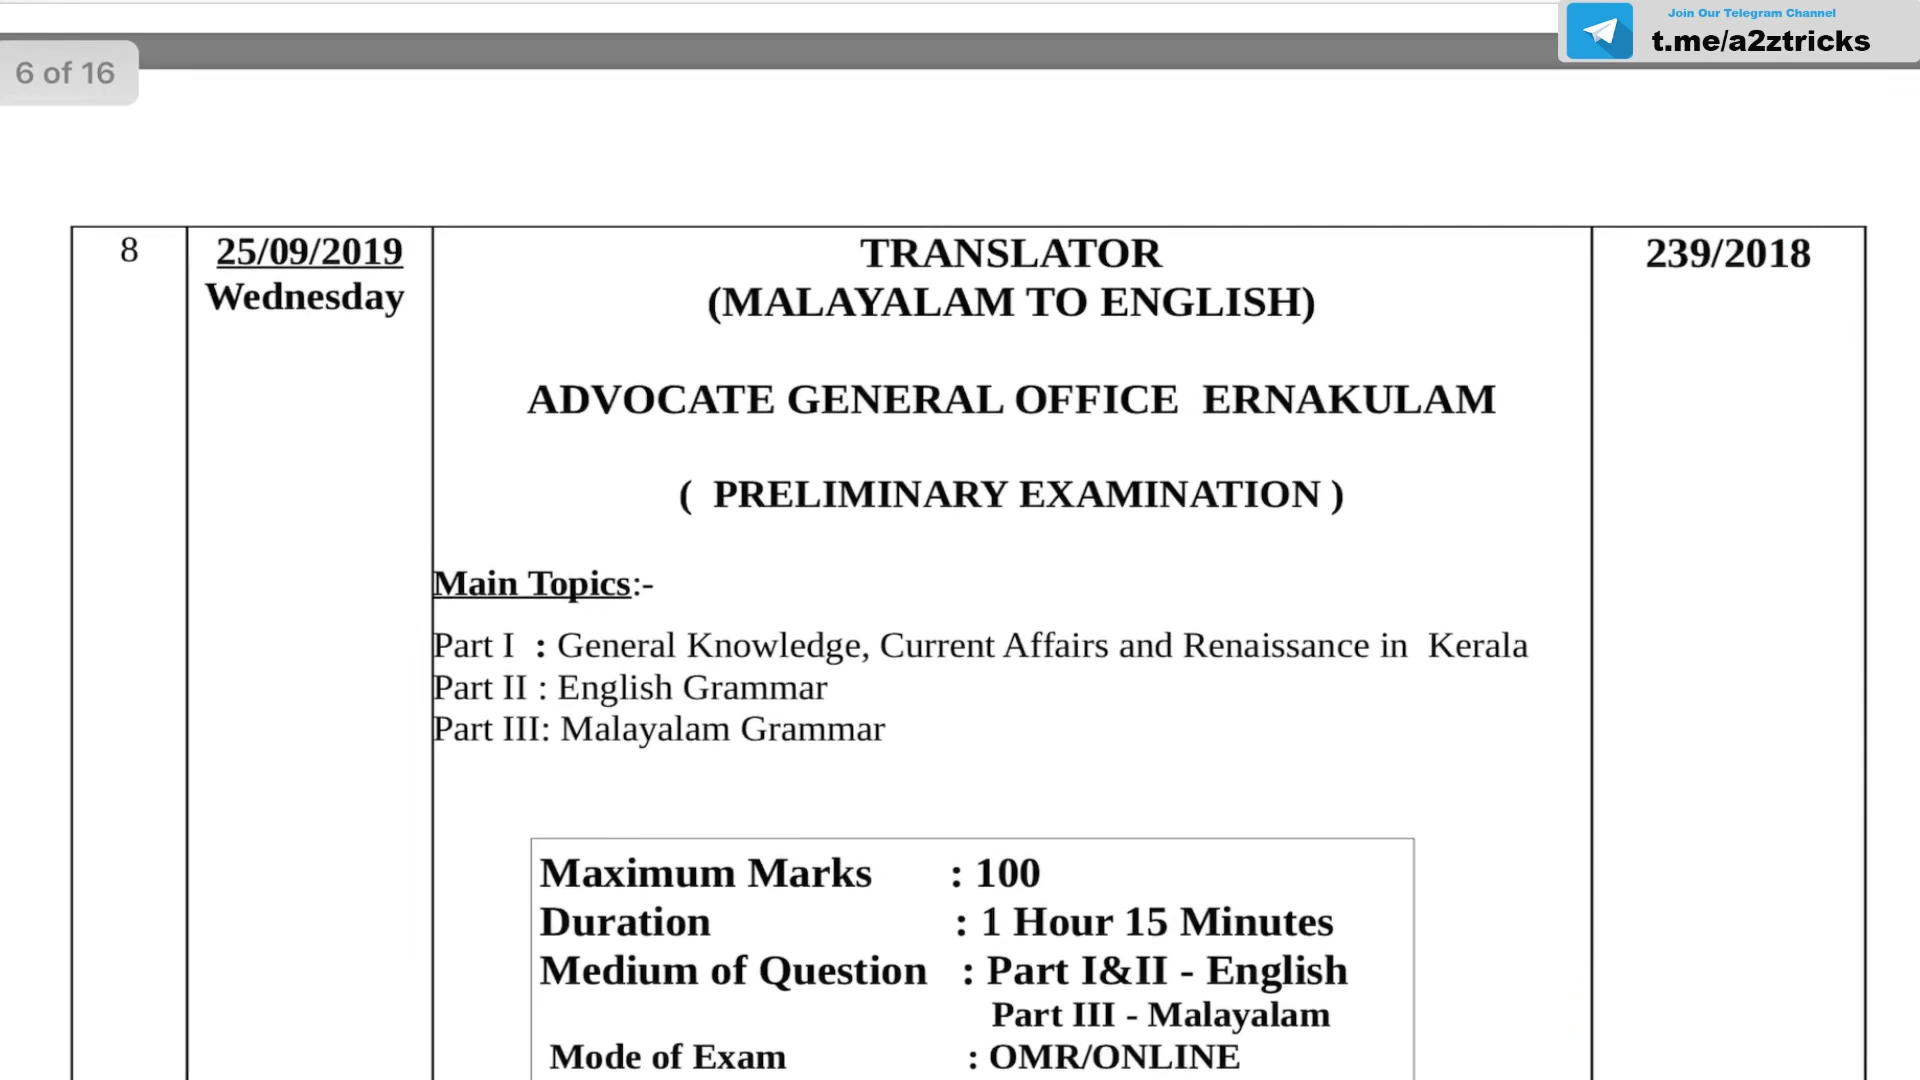 Join Our Telegram Channel
t.me/a2ztricks
6 of 16
8
25/09/2019
Wednesday
TRANSLATOR
(MALAYALAM TO ENGLISH)
ADVOCATE GENERAL OFFICE ERNAKULAM
( PRELIMINARY EXAMINATION )
239/2018
Main Topics:-
Part I : General Knowledge, Current Affairs and Renaissance in Kerala
Part II : English Grammar
Part III: Malayalam Grammar
Maximum Marks : 100
Duration : 1 Hour 15 Minutes
Medium of Question : Part I&II - English
Part III - Malayalam
Mode of Exam : OMR/ONLINE